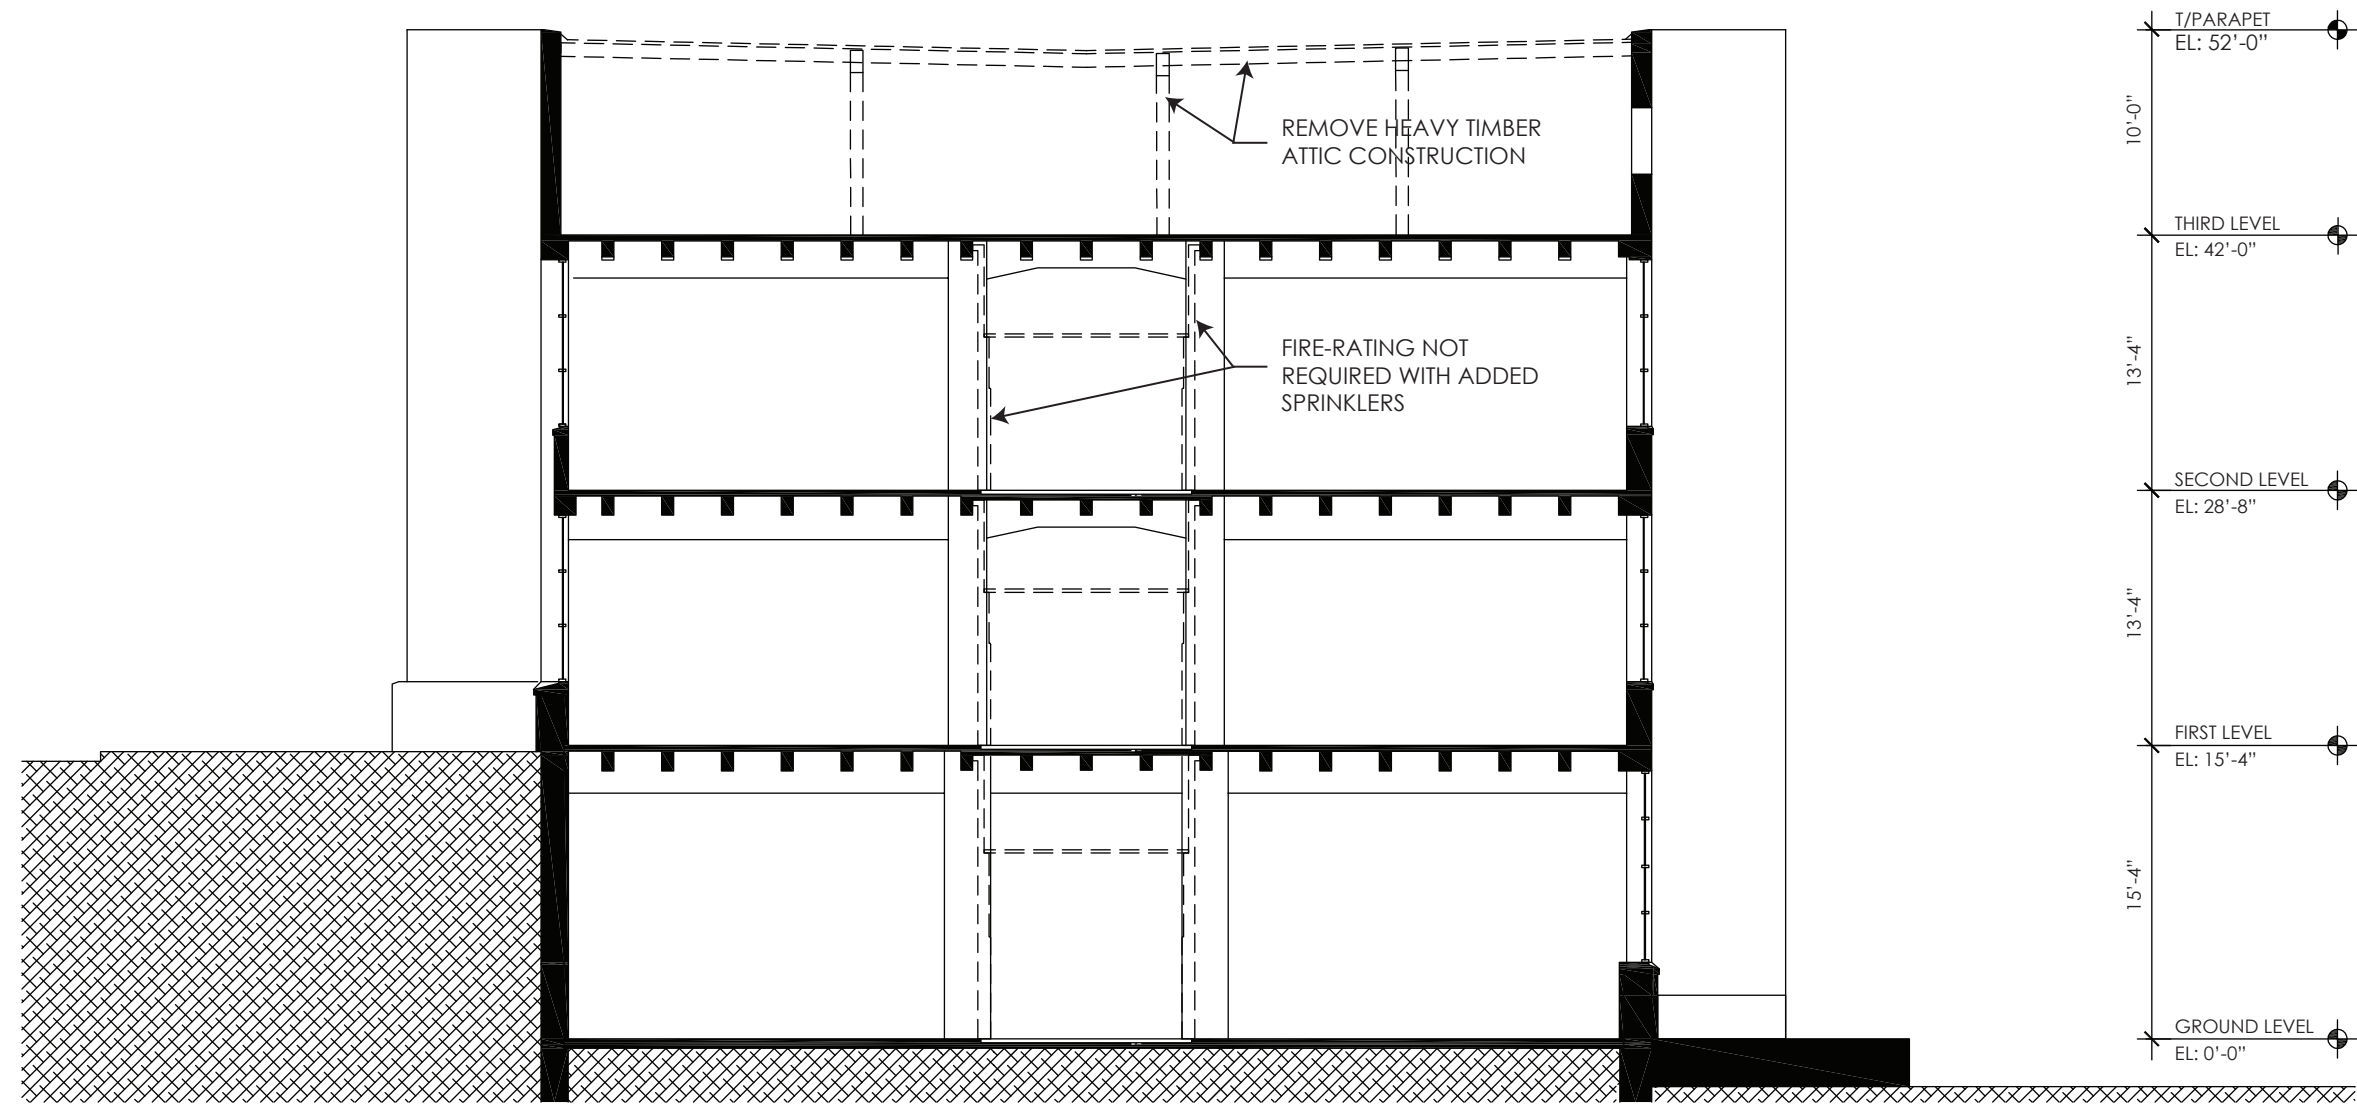 T/PARAPET
EL: 52’-0”
10’-0”
REMOVE HEAVY TIMBER
ATTIC CONSTRUCTION
THIRD LEVEL
EL: 42’-0”
13’-4”
FIRE-RATING NOT
REQUIRED WITH ADDED
SPRINKLERS
SECOND LEVEL
EL: 28’-8”
13’-4”
FIRST LEVEL
EL: 15’-4”
15’-4”
GROUND LEVEL
EL: 0’-0”